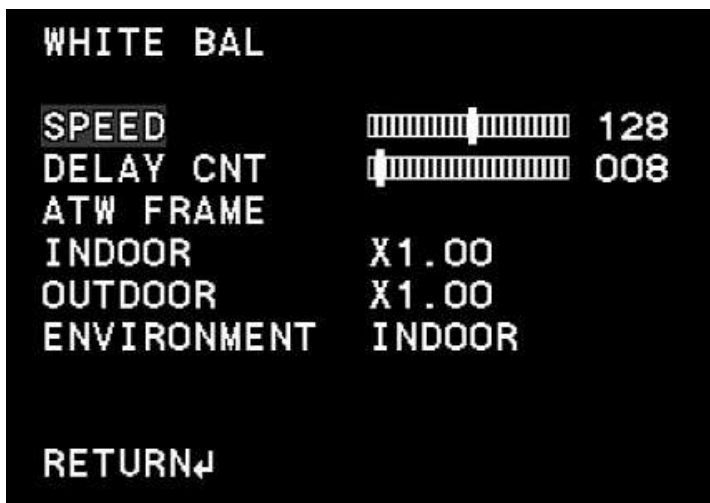 WHITE BAL
SPEED 128
DELAY CNT 008
ATW FRAME
INDOOR X1.00
OUTDOOR X1.00
ENVIRONMENT INDOOR
RETURN↲